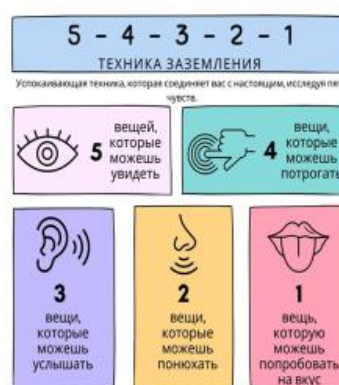 5 - 4 - 3 - 2 - 1
ТЕХНИКА ЗАЗЕМЛЕНИЯ
Успокаивающая техника, которая соединяет вас с настоящим, исследуя
чувств.
5
вещей,
которые
можешь
увидеть
4
вещи,
которые
можешь
потрогать
3
вещи,
которые
можешь
услышать
2
вещи,
которые
можешь
понюхать
1
вещь,
которую
можешь
попробовать
на вкус